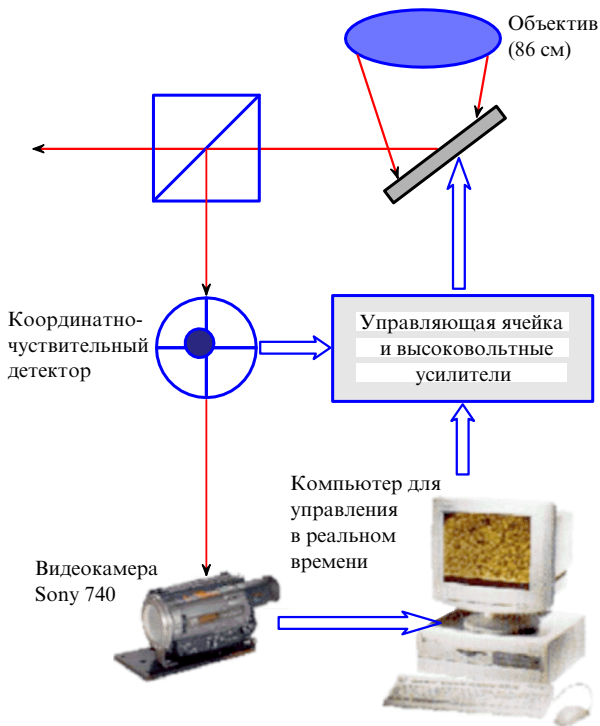 Объектив
(86 см)
Координатно-
чуствительный
детектор
Управляющая ячейка
и высоковольтные
усилители
Компьютер для
управления
в реальном
времени
Видеокамера
Sony 740